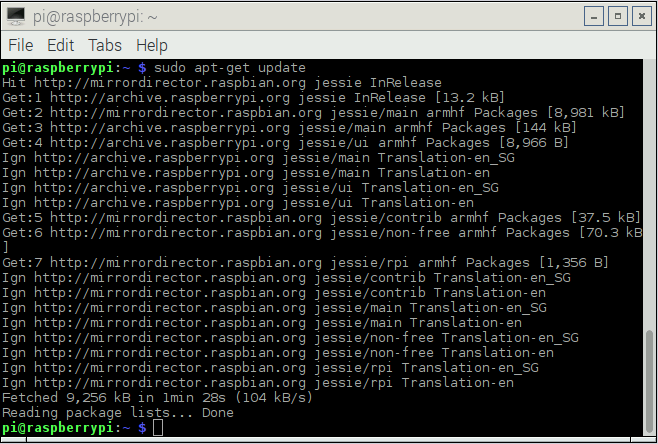 pi@raspberrypi: ~
File Edit Tabs Help
pi@raspberrypi:~ $ sudo apt-get update
Hit http://mirrordirector.raspbian.org jessie InRelease
Get:1 http://archive.raspberrypi.org jessie InRelease [13.2 kB]
Get:2 http://mirrordirector.raspbian.org jessie/main armhf Packages [8,981 kB]
Get:3 http://archive.raspberrypi.org jessie/main armhf Packages [144 kB]
Get:4 http://archive.raspberrypi.org jessie/ui armhf Packages [8,966 B]
Ign http://archive.raspberrypi.org jessie/main Translation-en_SG
Ign http://archive.raspberrypi.org jessie/main Translation-en
Ign http://archive.raspberrypi.org jessie/ui Translation-en_SG
Ign http://archive.raspberrypi.org jessie/ui Translation-en
Get:5 http://mirrordirector.raspbian.org jessie/contrib armhf Packages [37.5 kB]
Get:6 http://mirrordirector.raspbian.org jessie/non-free armhf Packages [70.3 kB
]
Get:7 http://mirrordirector.raspbian.org jessie/rpi armhf Packages [1,356 B]
Ign http://mirrordirector.raspbian.org jessie/contrib Translation-en_SG
Ign http://mirrordirector.raspbian.org jessie/contrib Translation-en
Ign http://mirrordirector.raspbian.org jessie/main Translation-en_SG
Ign http://mirrordirector.raspbian.org jessie/main Translation-en
Ign http://mirrordirector.raspbian.org jessie/non-free Translation-en_SG
Ign http://mirrordirector.raspbian.org jessie/non-free Translation-en
Ign http://mirrordirector.raspbian.org jessie/rpi Translation-en_SG
Ign http://mirrordirector.raspbian.org jessie/rpi Translation-en
Fetched 9,256 kB in 1min 28s (104 kB/s)
Reading package lists... Done
pi@raspberrypi:~ $